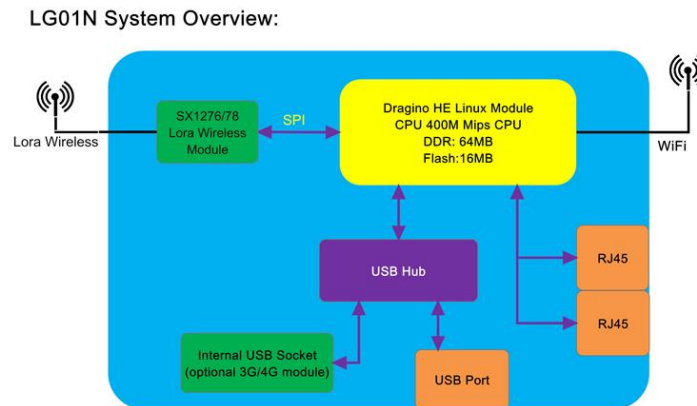 LG01N System Overview:
SX1276/78
Lora Wireless
Module
SPI
Dragino HE Linux Module
CPU 400M Mips CPU
DDR: 64MB
Flash:16MB
Lora Wireless
WiFi
USB Hub
RJ45
RJ45
Internal USB Socket
(optional 3G/4G module)
USB Port